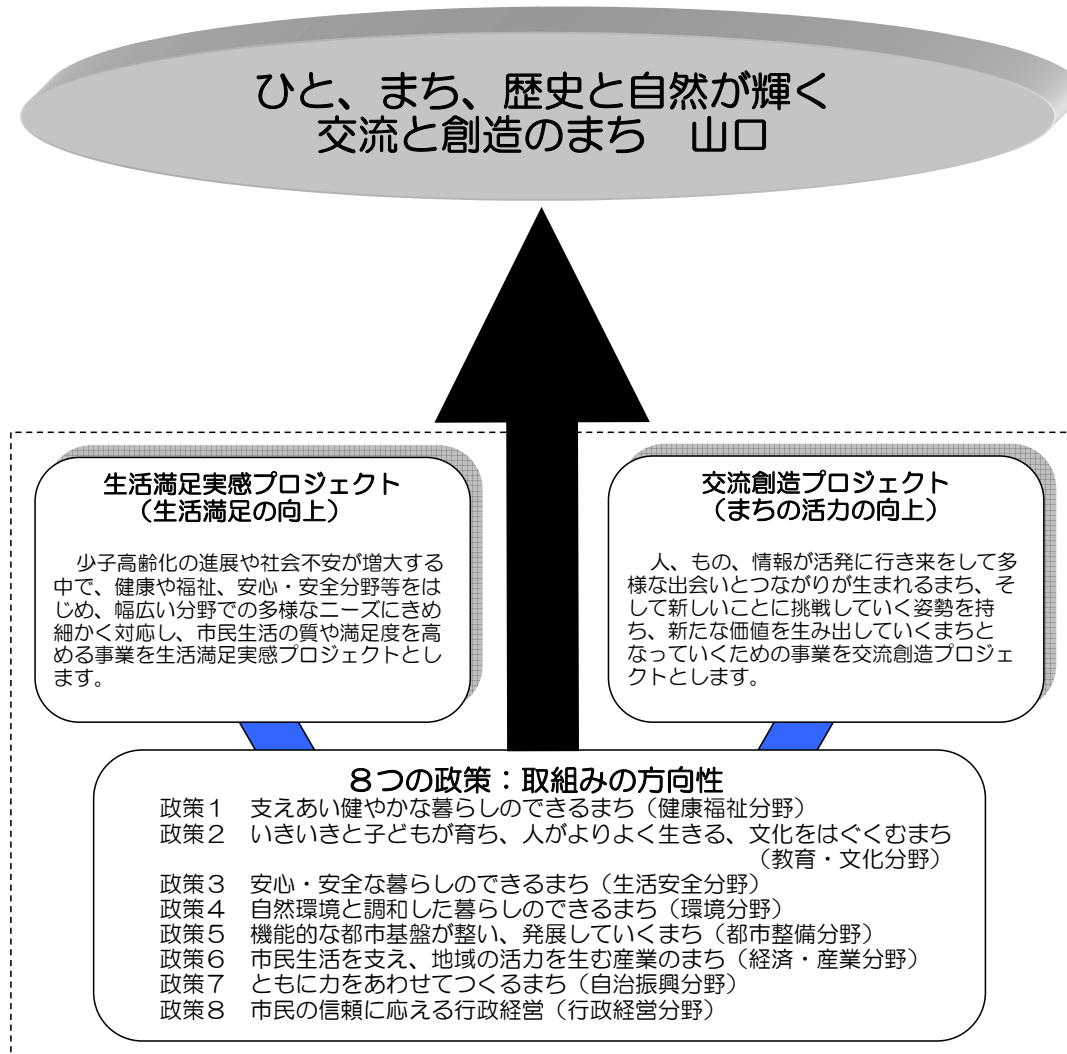 ひと、まち、歴史と自然が輝く
交流と創造のまち　山口
生活満足実感プロジェクト
（生活満足の向上）
　少子高齢化の進展や社会不安が増大する
中で、健康や福祉、安心・安全分野等をは
じめ、幅広い分野での多様なニーズにきめ
細かく対応し、市民生活の質や満足度を高
める事業を生活満足実感プロジェクトとし
ます。
交流創造プロジェクト
（まちの活力の向上）
　人、もの、情報が活発に行き来をして多
様な出会いとつながりが生まれるまち、そ
して新しいことに挑戦していく姿勢を持
ち、新たな価値を生み出していくまちと
なっていくための事業を交流創造プロジェ
クトとします。
８つの政策：取組みの方向性
政策１　支えあい健やかな暮らしのできるまち（健康福祉分野）
政策２　いきいきと子どもが育ち、人がよりよく生きる、文化をはぐくむまち
（教育・文化分野）
政策３　安心・安全な暮らしのできるまち（生活安全分野）
政策４　自然環境と調和した暮らしのできるまち（環境分野）
政策５　機能的な都市基盤が整い、発展していくまち（都市整備分野）
政策６　市民生活を支え、地域の活力を生む産業のまち（経済・産業分野）
政策７　ともに力をあわせてつくるまち（自治振興分野）
政策８　市民の信頼に応える行政経営（行政経営分野）